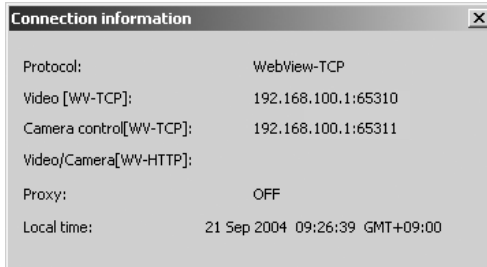 Connection information
Protocol: WebView-TCP
Video [WV-TCP]: 192.168.100.1:65310
Camera control[WV-TCP]: 192.168.100.1:65311
Video/Camera[WV-HTTP]:
Proxy: OFF
Local time: 21 Sep 2004 09:26:39 GMT+09:00